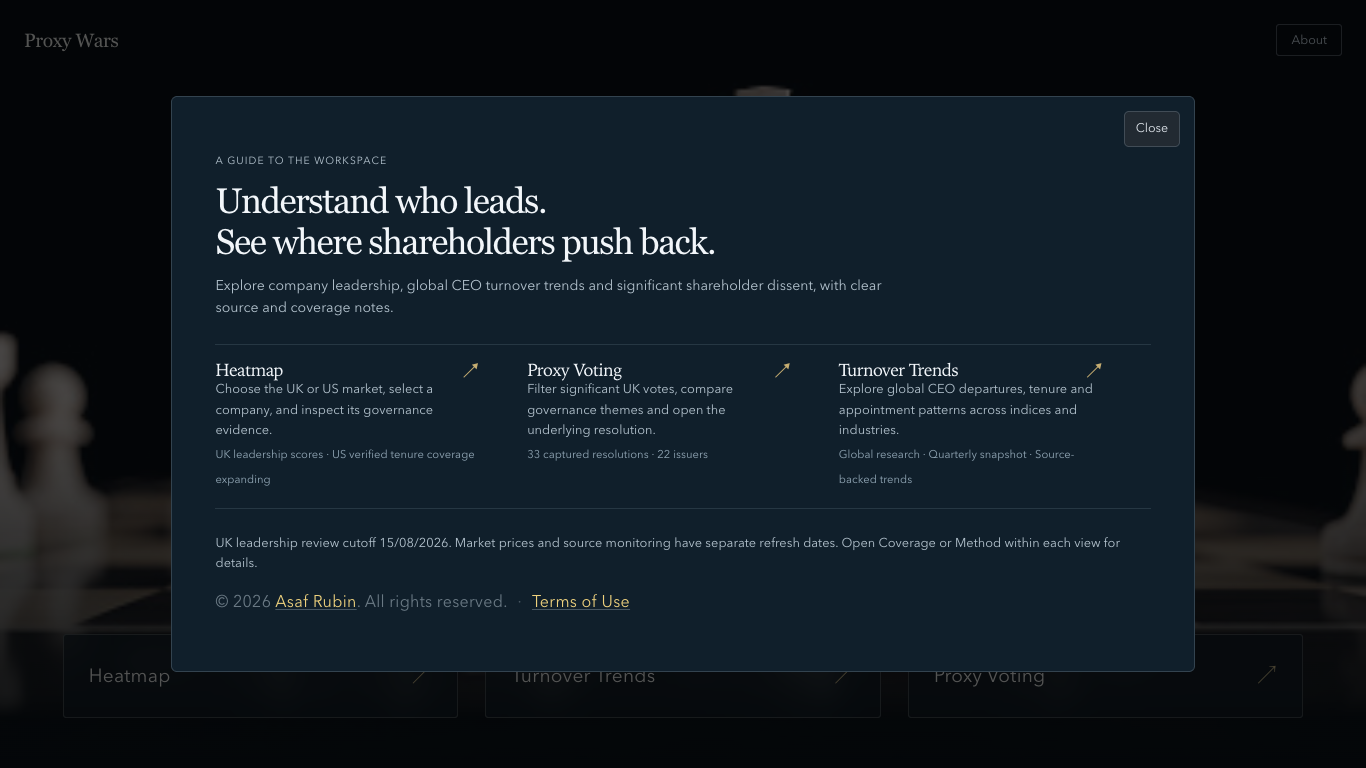 Proxy Wars
About
Close
A GUIDE TO THE WORKSPACE
Understand who leads.
See where shareholders push back.
Explore company leadership, global CEO turnover trends and significant shareholder dissent, with clear
source and coverage notes.
Heatmap
Choose the UK or US market, select a
company, and inspect its governance
evidence.
UK leadership scores · US verified tenure coverage
expanding
Proxy Voting
Filter significant UK votes, compare
governance themes and open the
underlying resolution.
33 captured resolutions · 22 issuers
Turnover Trends
Explore global CEO departures, tenure and
appointment patterns across indices and
industries.
Global research · Quarterly snapshot · Source-
backed trends
UK leadership review cutoff 15/08/2026. Market prices and source monitoring have separate refresh dates. Open Coverage or Method within each view for
details.
© 2026 Asaf Rubin. All rights reserved. · Terms of Use
Heatmap
Turnover Trends
Proxy Voting